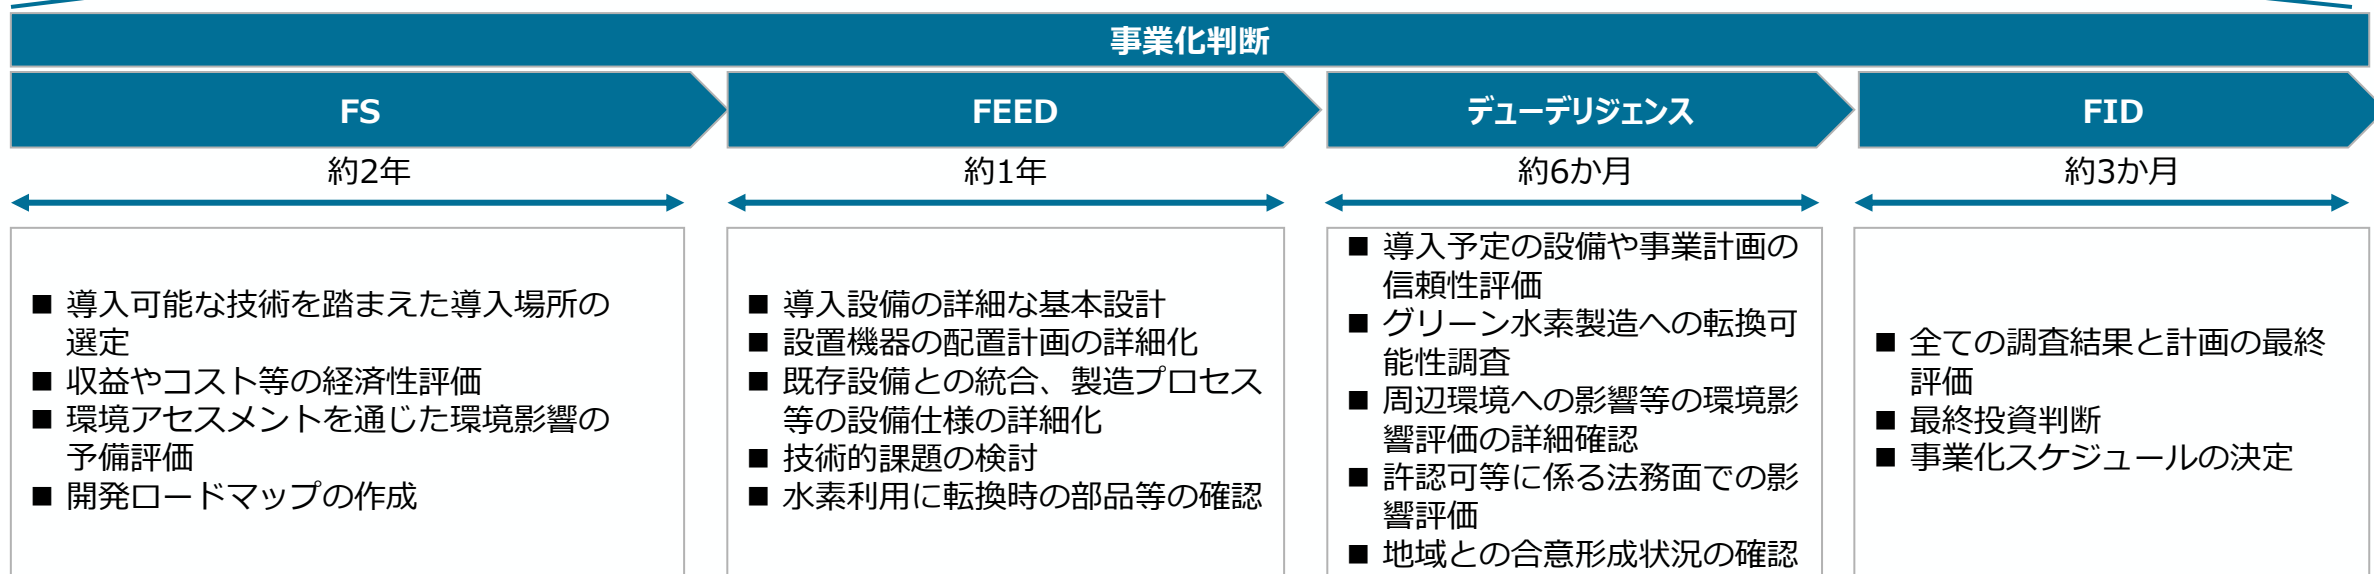 事業化判断
FS
FEED
デューデリジェンス
FID
約2年
約1年
約6か月
約3か月
■ 導入可能な技術を踏まえた導入場所の
選定
■ 収益やコスト等の経済性評価
■ 環境アセスメントを通じた環境影響の
予備評価
■ 開発ロードマップの作成
■ 導入設備の詳細な基本設計
■ 設置機器の配置計画の詳細化
■ 既存設備との統合、製造プロセス
等の設備仕様の詳細化
■ 技術的課題の検討
■ 水素利用に転換時の部品等の確認
■ 導入予定の設備や事業計画の
信頼性評価
■ グリーン水素製造への転換可
能性調査
■ 周辺環境への影響等の環境影
響評価の詳細確認
■ 許認可等に係る法務面での影
響評価
■ 地域との合意形成状況の確認
■ 全ての調査結果と計画の最終
評価
■ 最終投資判断
■ 事業化スケジュールの決定